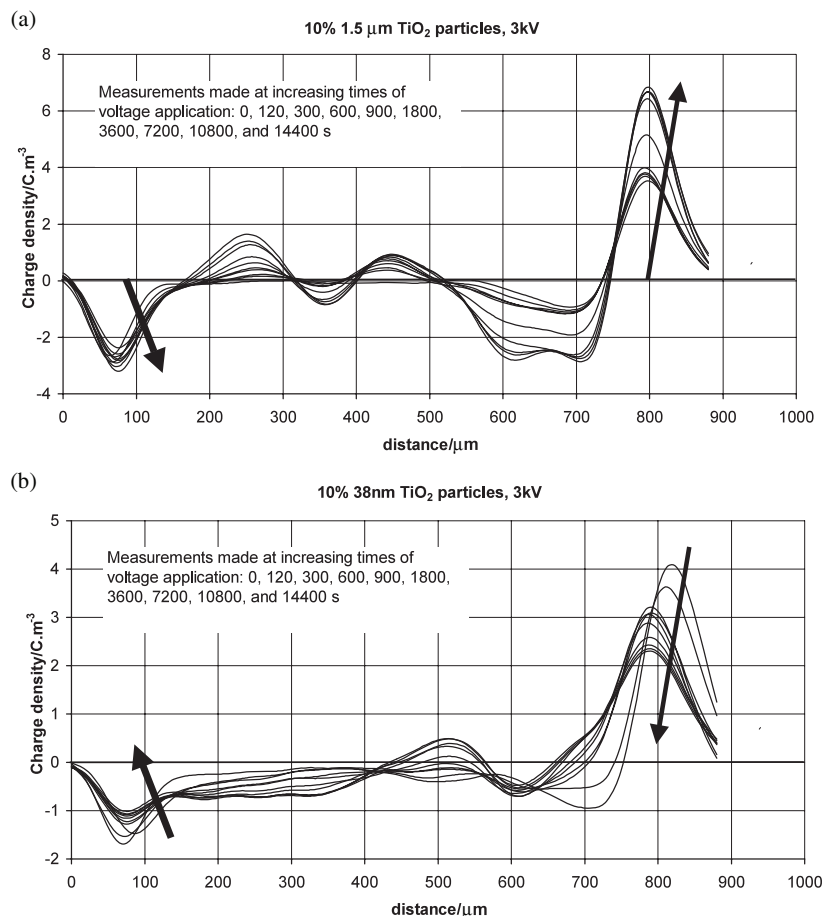 (a)
10% 1.5 μm TiO₂ particles, 3kV
Measurements made at increasing times of
voltage application: 0, 120, 300, 600, 900, 1800,
3600, 7200, 10800, and 14400 s
Charge density/C.m⁻³
8
6
4
2
0
-2
-4
0 100 200 300 400 500 600 700 800 900 1000
distance/μm
(b)
10% 38nm TiO₂ particles, 3kV
Measurements made at increasing times of
voltage application: 0, 120, 300, 600, 900, 1800,
3600, 7200, 10800, and 14400 s
Charge density/C.m⁻³
5
4
3
2
1
0
-1
-2
0 100 200 300 400 500 600 700 800 900 1000
distance/μm